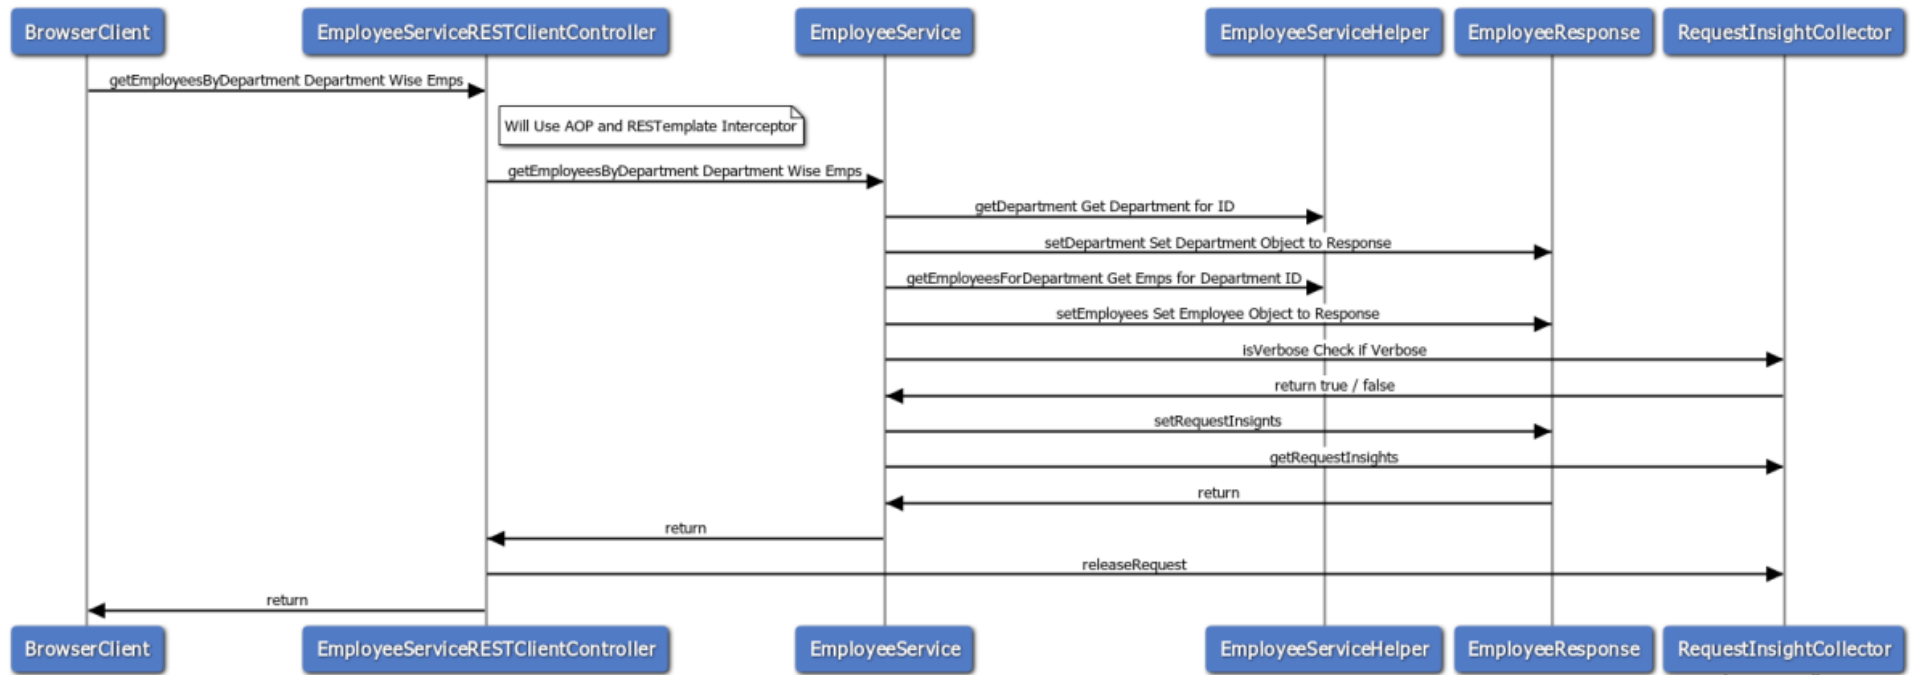 BrowserClient EmployeeServiceRESTClientController EmployeeService EmployeeServiceHelper EmployeeResponse RequestInsightCollector
getEmployeesByDepartment Department Wise Emps
Will Use AOP and RESTemplate Interceptor
getEmployeesByDepartment Department Wise Emps
getDepartment Get Department for ID
setDepartment Set Department Object to Response
getEmployeesForDepartment Get Emps for Department ID
setEmployees Set Employee Object to Response
isVerbose Check if Verbose
return true / false
setRequestInsignts
getRequestInsights
return
return
releaseRequest
return
BrowserClient EmployeeServiceRESTClientController EmployeeService EmployeeServiceHelper EmployeeResponse RequestInsightCollector